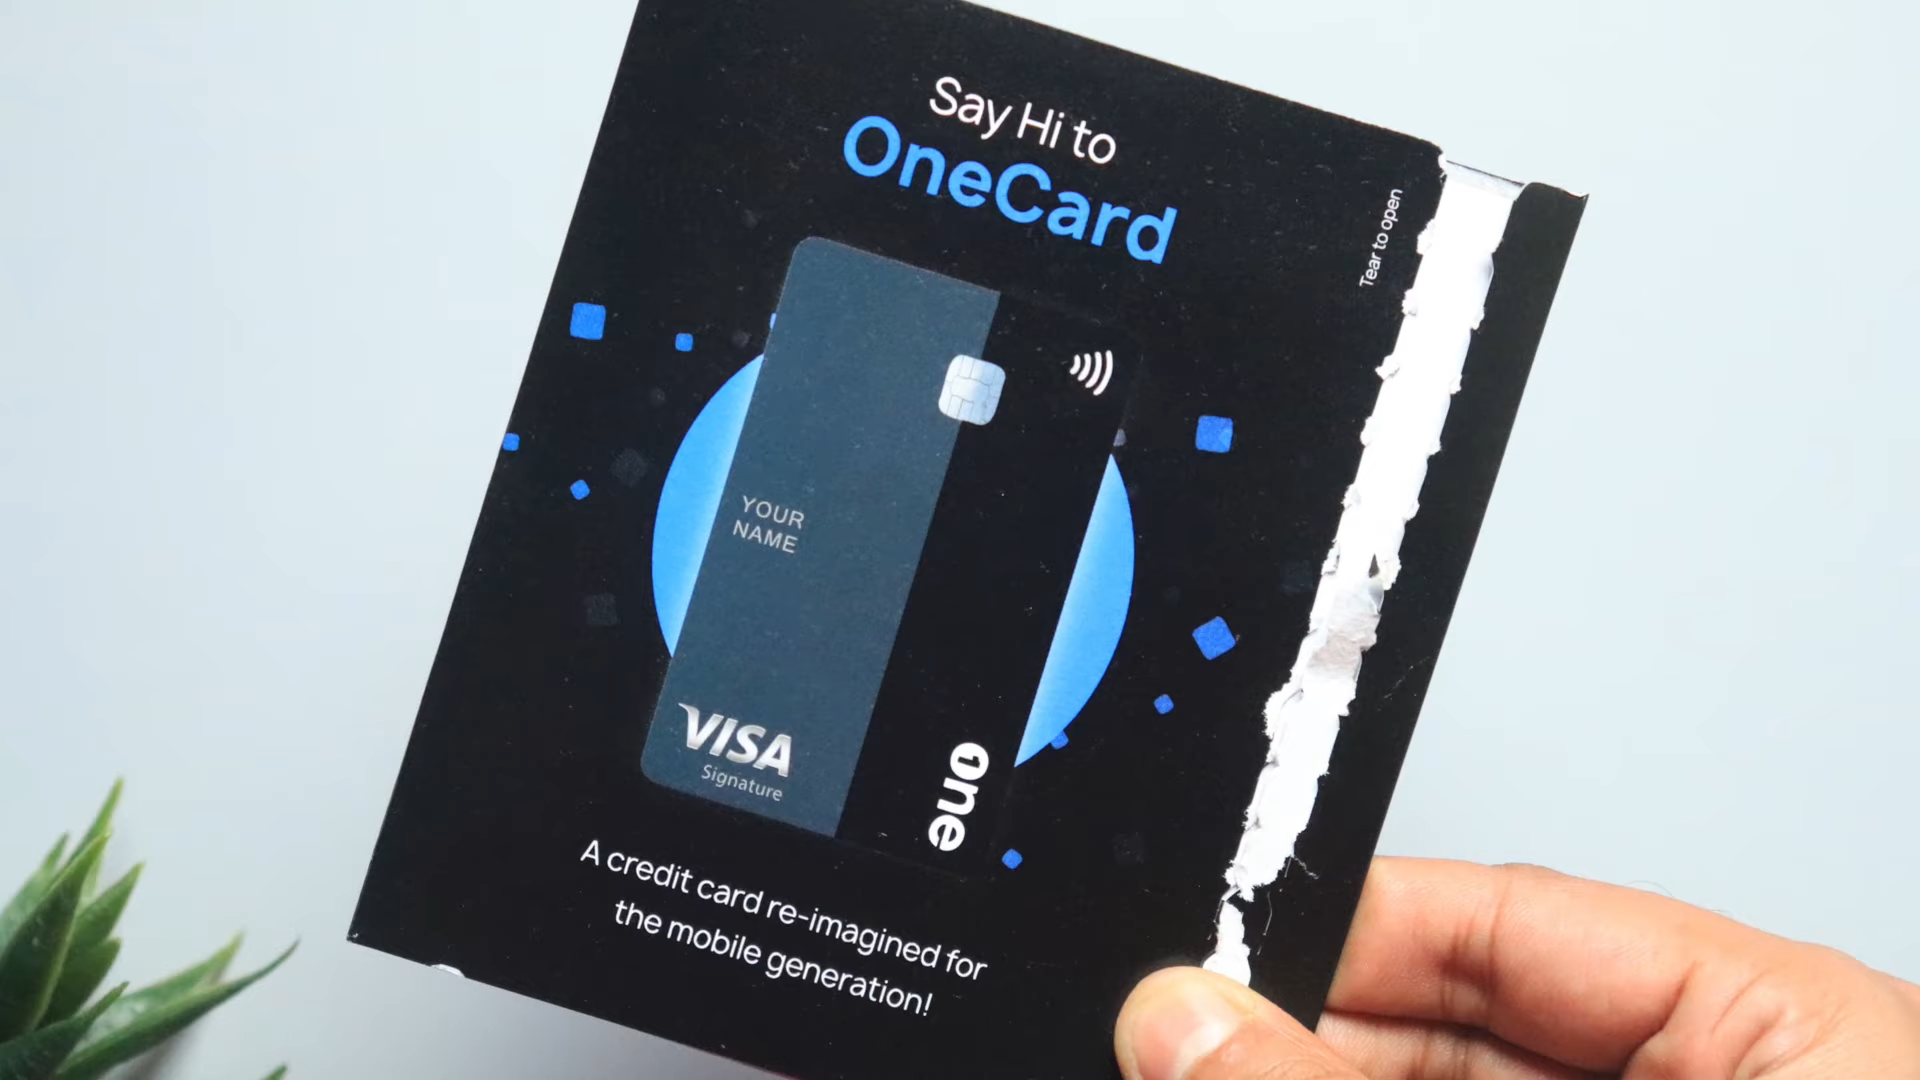 Say Hi to
OneCard
Tear to open
YOUR
NAME
VISA
Signature
one
A credit card re-imagined for
the mobile generation!